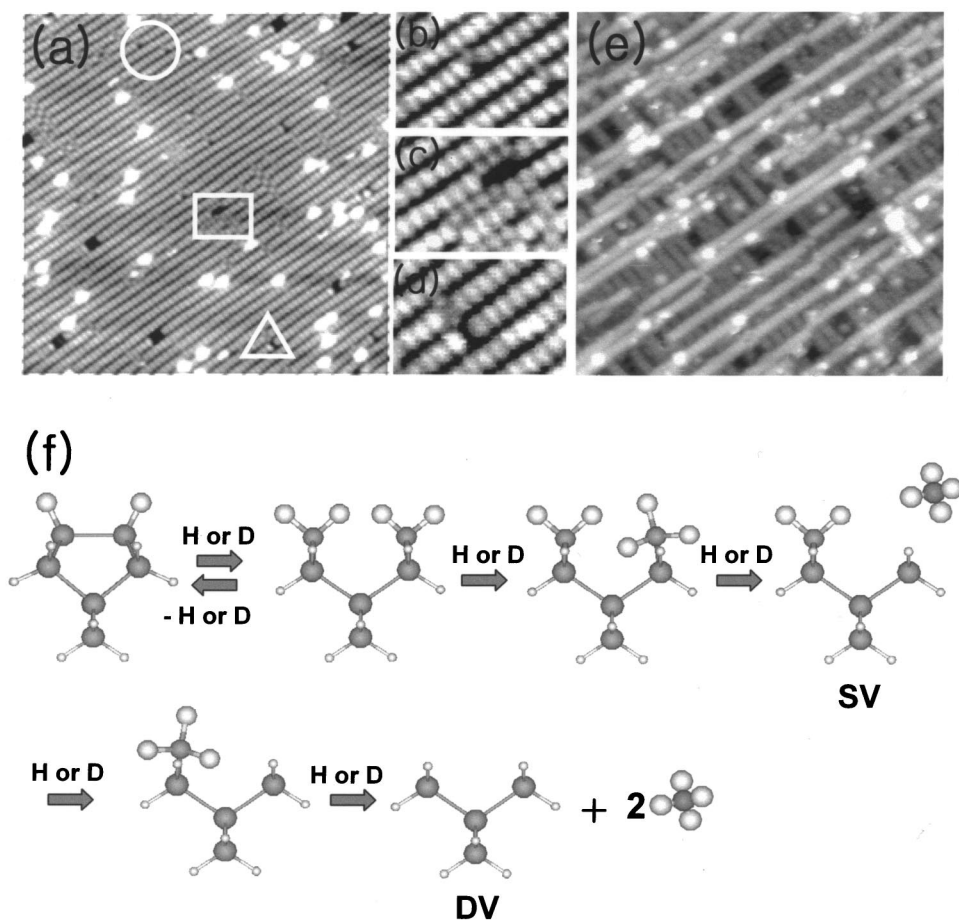 (a)
(b)
(c)
(d)
(e)
(f)
H or D
- H or D
H or D
H or D
SV
H or D
H or D
+ 2
DV